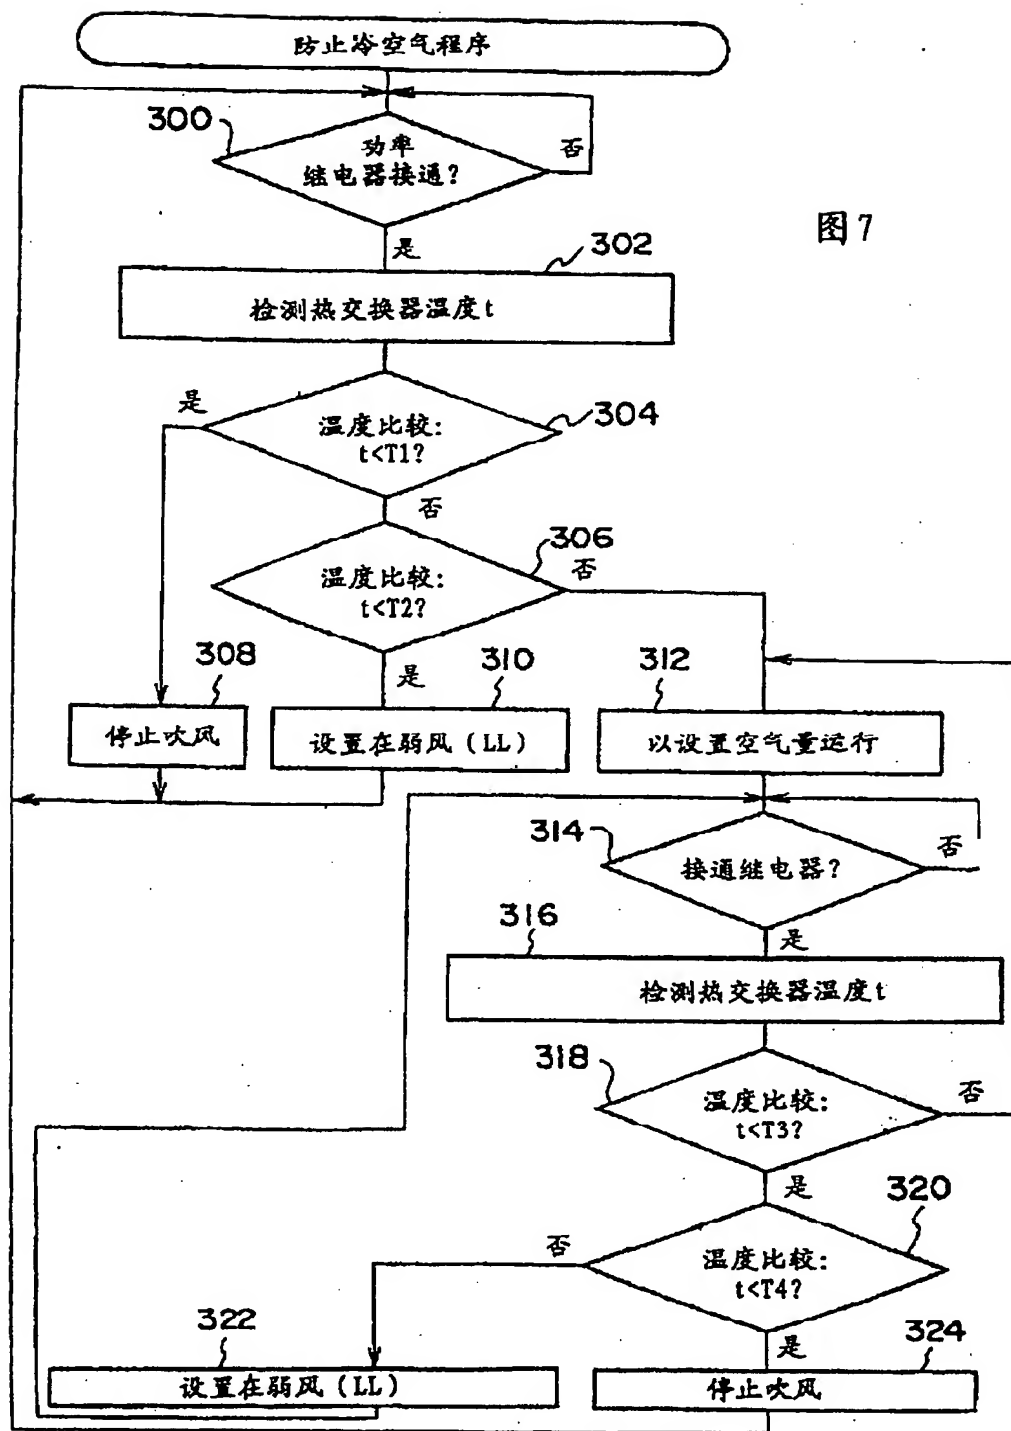 防止冷空气程序
300
功率
继电器接通？
否
是
图7
302
检测热交换器温度t
是
304
温度比较：
t<T1？
否
306
温度比较：
t<T2？
否
308
是
310
312
停止吹风
设置在弱风（LL）
以设置空气量运行
314
接通继电器？
否
316
是
检测热交换器温度t
318
温度比较：
t<T3？
否
是
320
否
温度比较：
t<T4？
322
是
324
设置在弱风（LL）
停止吹风